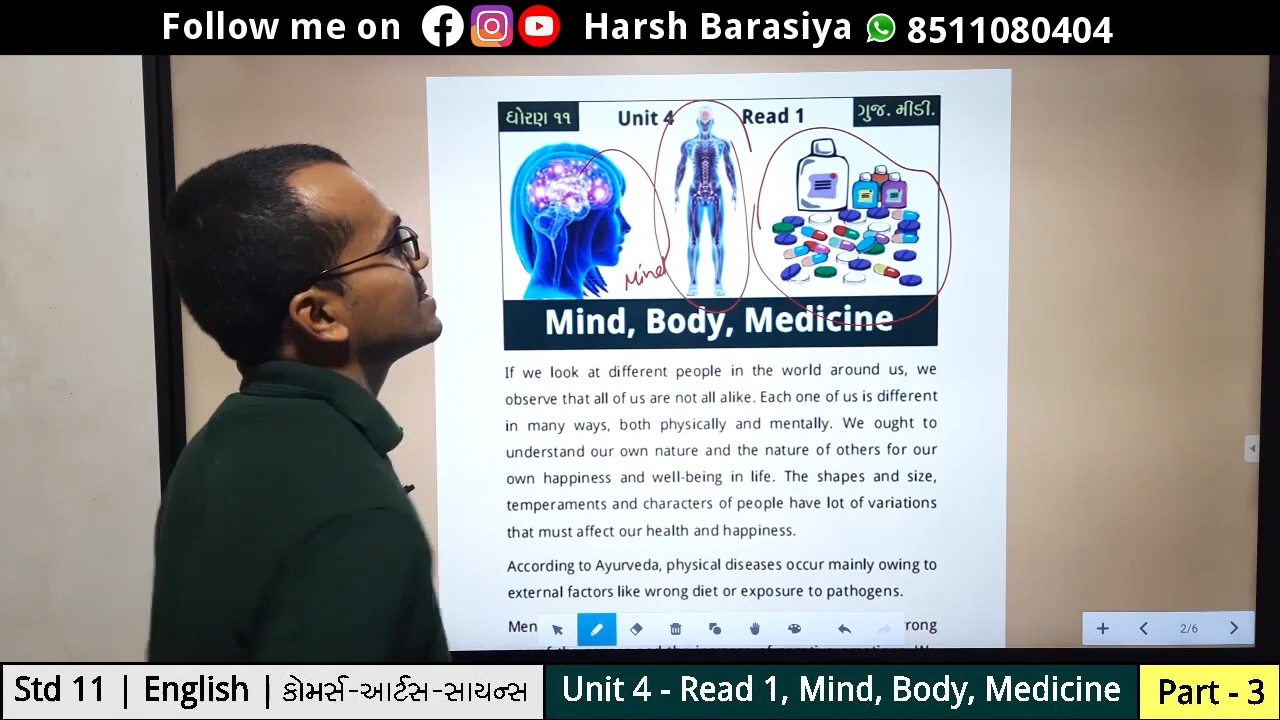 Follow me on Harsh Barasiya 8511080404
ધોરણ ૧૧ Unit 4 Read 1 ગુજ. મીડી.
Mind
Mind, Body, Medicine
If we look at different people in the world around us, we
observe that all of us are not all alike. Each one of us is different
in many ways, both physically and mentally. We ought to
understand our own nature and the nature of others for our
own happiness and well-being in life. The shapes and size,
temperaments and characters of people have lot of variations
that must affect our health and happiness.
According to Ayurveda, physical diseases occur mainly owing to
external factors like wrong diet or exposure to pathogens.
Men rong
2/6
Std 11 | English | કોમર્સ-આર્ટસ-સાયન્સ Unit 4 - Read 1, Mind, Body, Medicine Part - 3